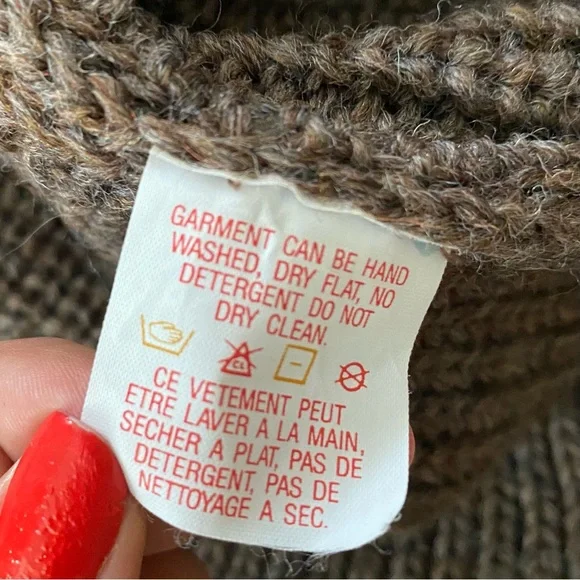 GARMENT CAN BE HAND
WASHED, DRY FLAT, NO
DETERGENT DO NOT
DRY CLEAN.
CL
CE VETEMENT PEUT
ETRE LAVER A LA MAIN,
SECHER A PLAT, PAS DE
DETERGENT, PAS DE
NETTOYAGE A SEC.